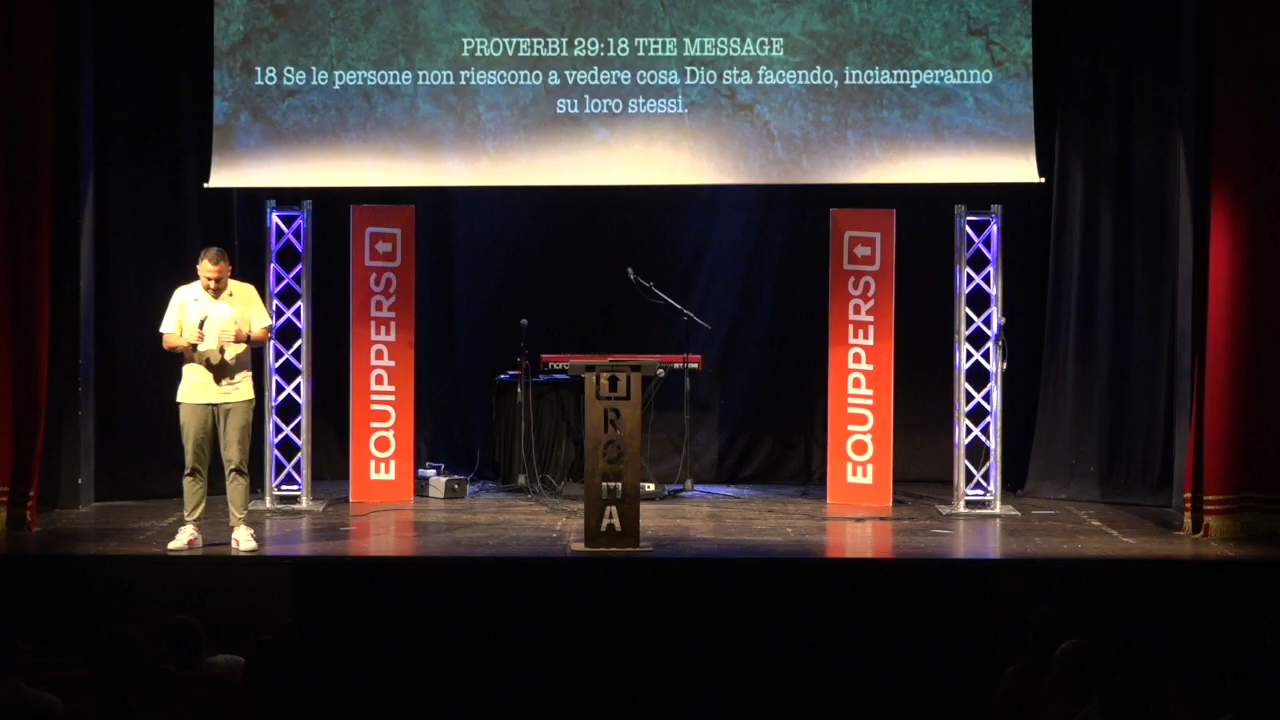 PROVERBI 29:18 THE MESSAGE
18 Se le persone non riescono a vedere cosa Dio sta facendo, inciamperanno
su loro stessi.
EQUIPPERS
EQUIPPERS
nord
ROMA